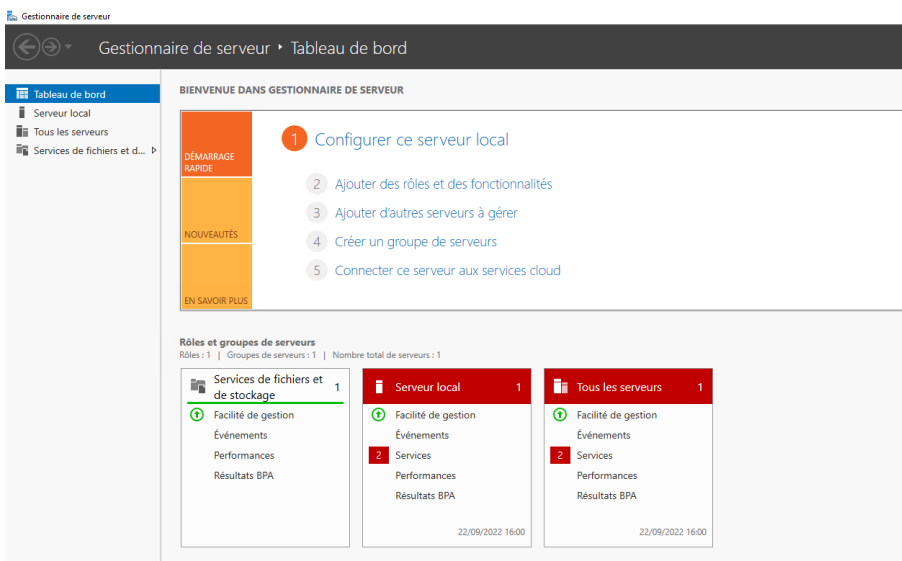 Gestionnaire de serveur
Gestionnaire de serveur ‣ Tableau de bord
Tableau de bord
Serveur local
Tous les serveurs
Services de fichiers et d...
BIENVENUE DANS GESTIONNAIRE DE SERVEUR
DÉMARRAGE
RAPIDE
NOUVEAUTÉS
EN SAVOIR PLUS
1 Configurer ce serveur local
2 Ajouter des rôles et des fonctionnalités
3 Ajouter d'autres serveurs à gérer
4 Créer un groupe de serveurs
5 Connecter ce serveur aux services cloud
Rôles et groupes de serveurs
Rôles : 1 | Groupes de serveurs : 1 | Nombre total de serveurs : 1
Services de fichiers et 1
de stockage
Facilité de gestion
Événements
Performances
Résultats BPA
Serveur local 1
Facilité de gestion
Événements
2 Services
Performances
Résultats BPA
22/09/2022 16:00
Tous les serveurs 1
Facilité de gestion
Événements
2 Services
Performances
Résultats BPA
22/09/2022 16:00